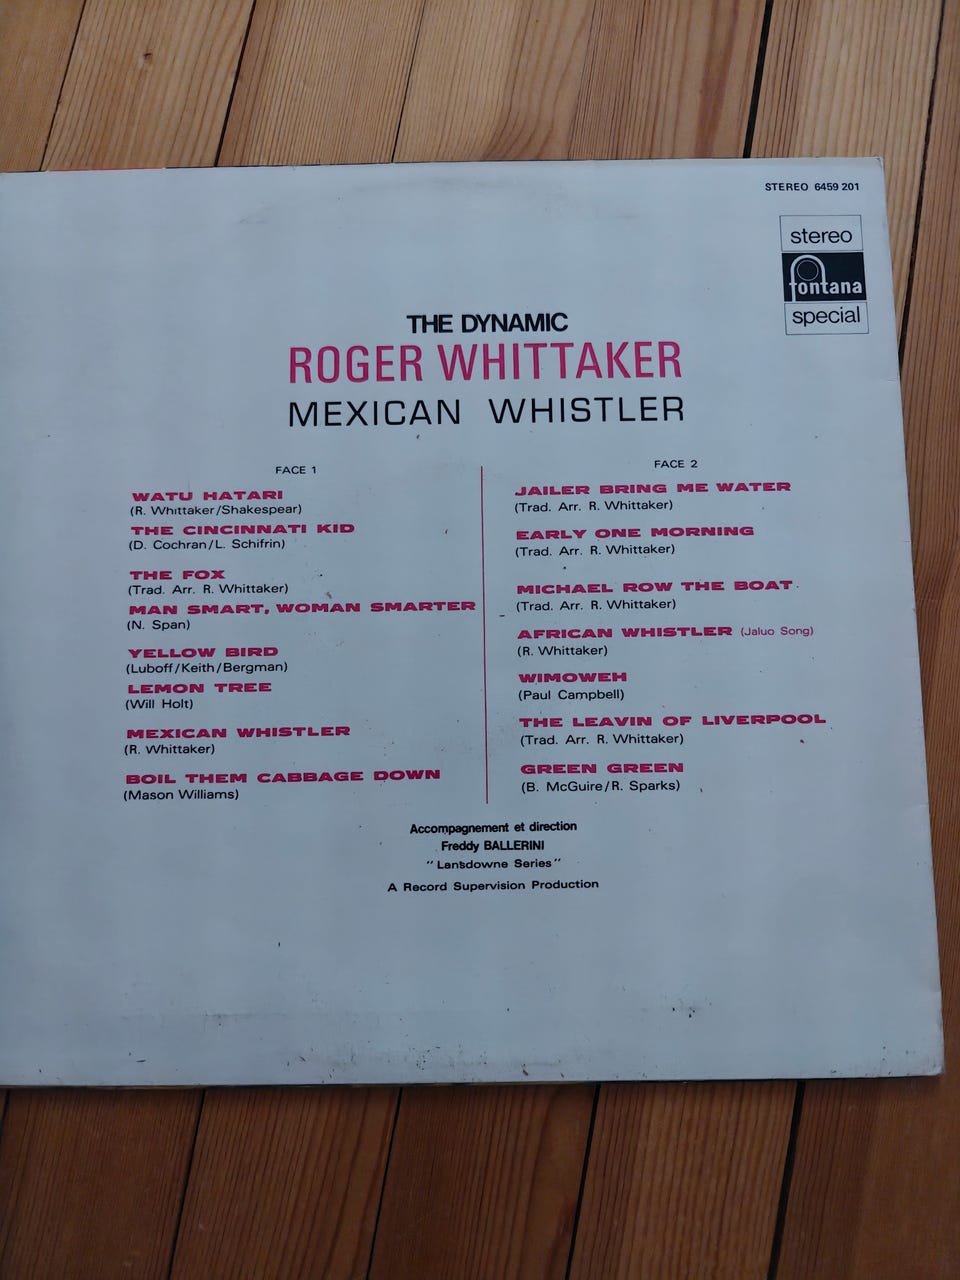 STEREO 6459 201
stereo
fontana
special
THE DYNAMIC
ROGER WHITTAKER
MEXICAN WHISTLER
FACE 1
WATU HATARI
(R. Whittaker/Shakespear)
THE CINCINNATI KID
(D. Cochran/L. Schifrin)
THE FOX
(Trad. Arr. R. Whittaker)
MAN SMART, WOMAN SMARTER
(N. Span)
YELLOW BIRD
(Luboff/Keith/Bergman)
LEMON TREE
(Will Holt)
MEXICAN WHISTLER
(R. Whittaker)
BOIL THEM CABBAGE DOWN
(Mason Williams)
FACE 2
JAILER BRING ME WATER
(Trad. Arr. R. Whittaker)
EARLY ONE MORNING
(Trad. Arr. R. Whittaker)
MICHAEL ROW THE BOAT
(Trad. Arr. R. Whittaker)
AFRICAN WHISTLER (Jaluo Song)
(R. Whittaker)
WIMOWEH
(Paul Campbell)
THE LEAVIN OF LIVERPOOL
(Trad. Arr. R. Whittaker)
GREEN GREEN
(B. McGuire/R. Sparks)
Accompagnement et direction
Freddy BALLERINI
"Lansdowne Series"
A Record Supervision Production